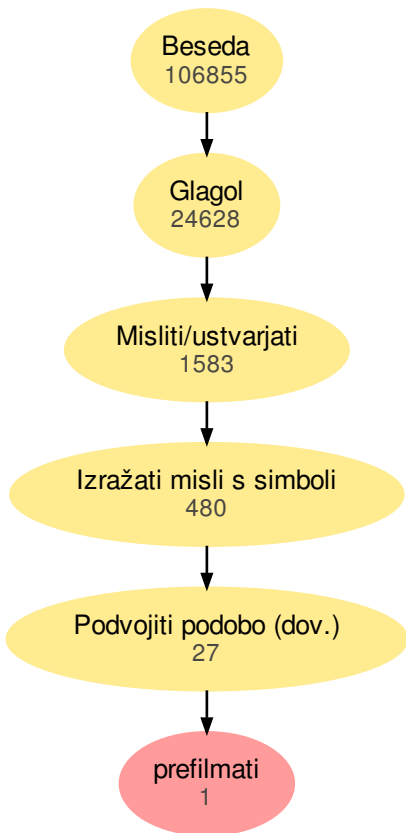 Beseda
106855
Glagol
24628
Misliti/ustvarjati
1583
Izražati misli s simboli
480
Podvojiti podobo (dov.)
27
prefilmati
1